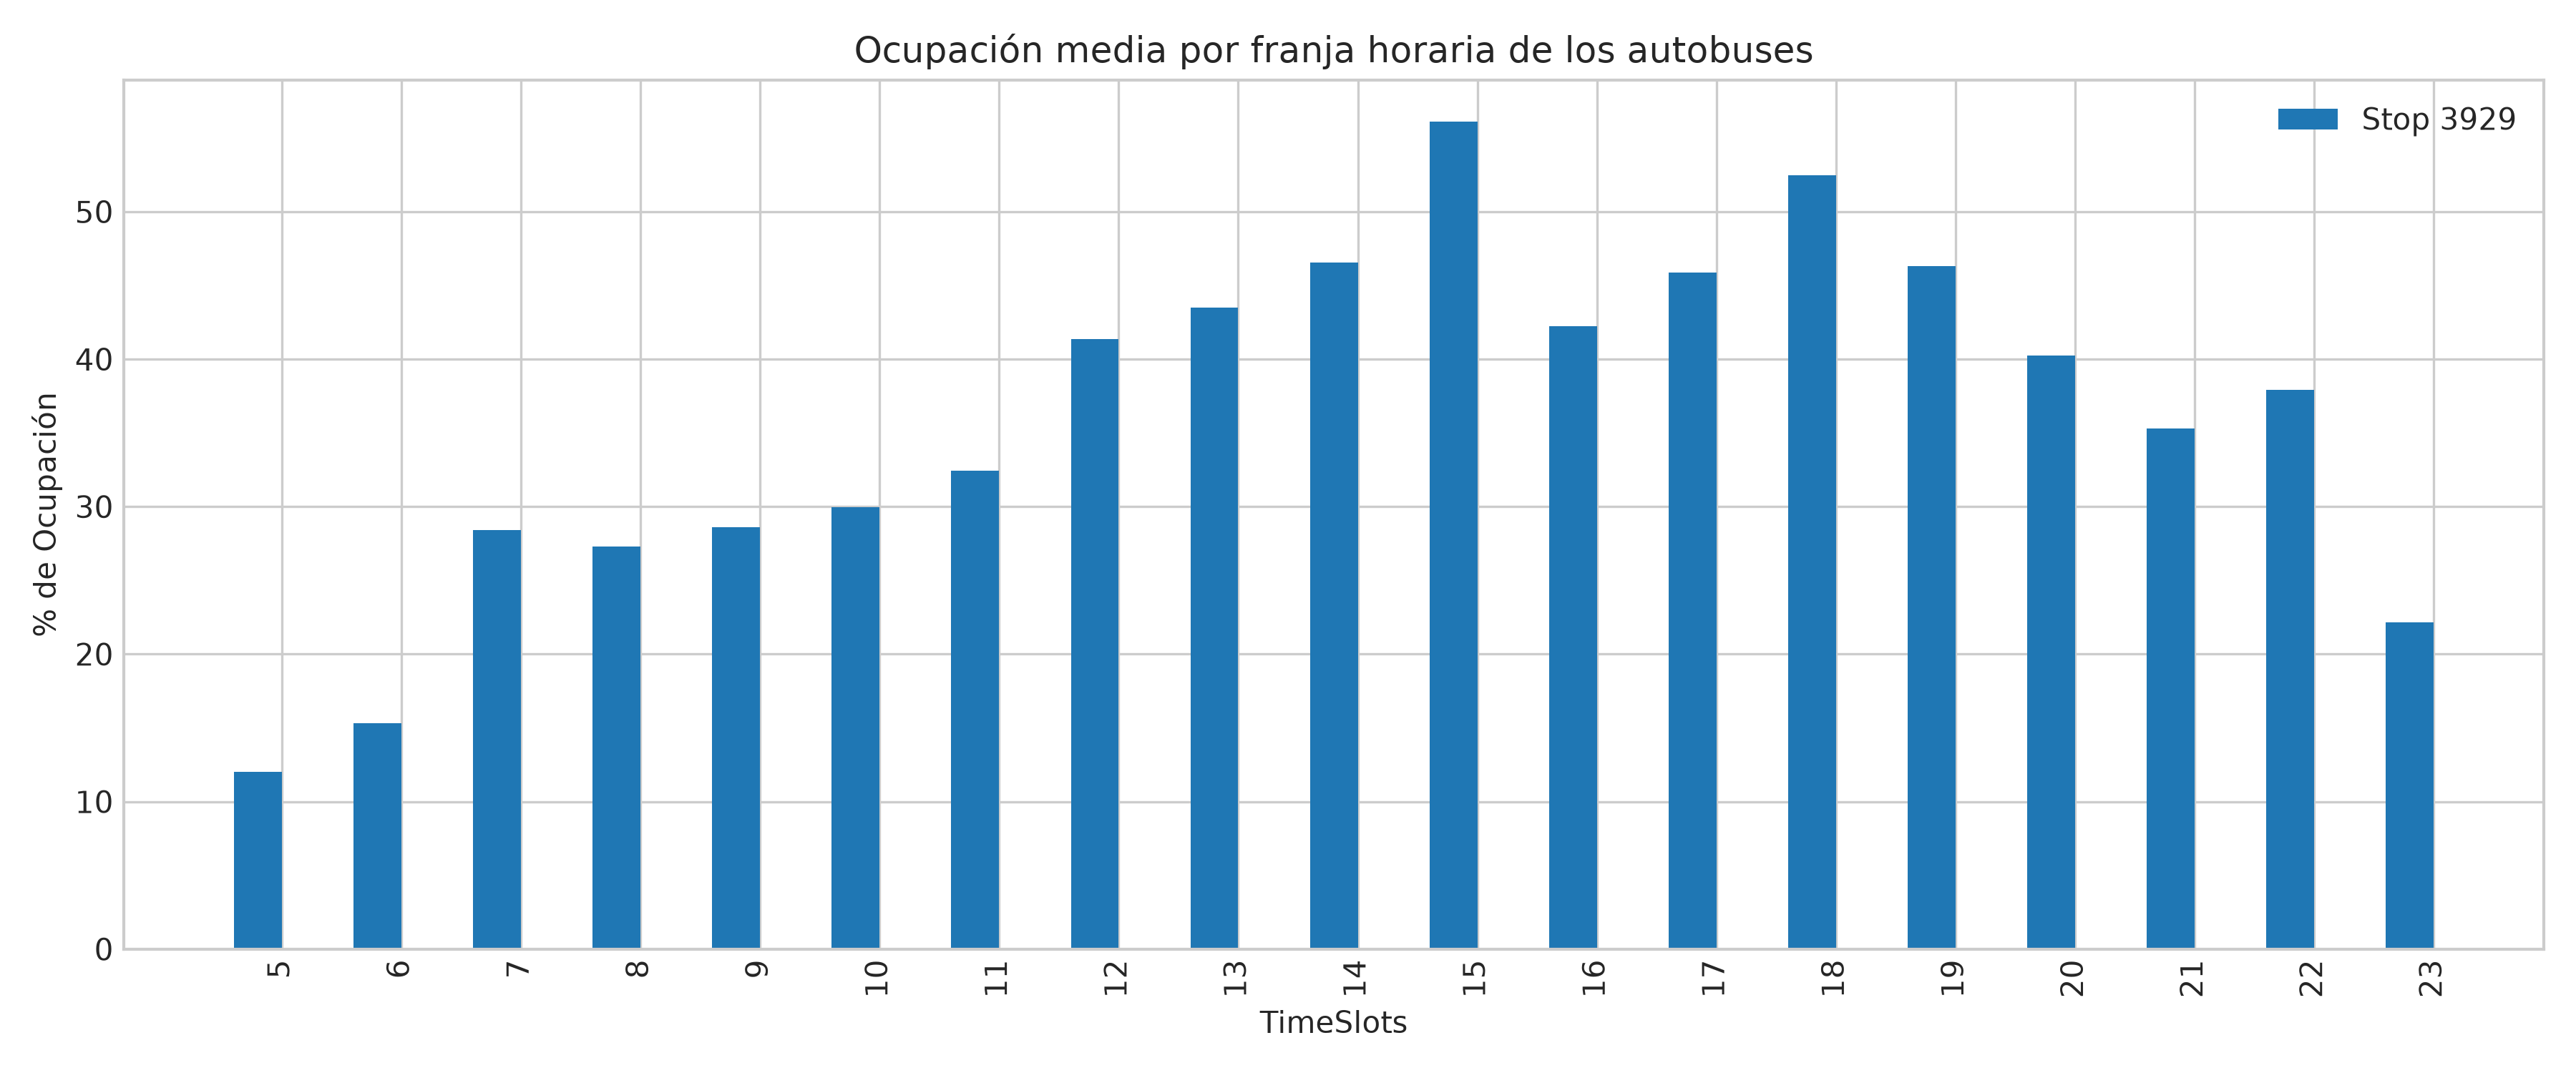 Ocupación media por franja horaria de los autobuses
Stop 3929
% de Ocupación
50
40
30
20
10
0
5 6 7 8 9 10 11 12 13 14 15 16 17 18 19 20 21 22 23
TimeSlots